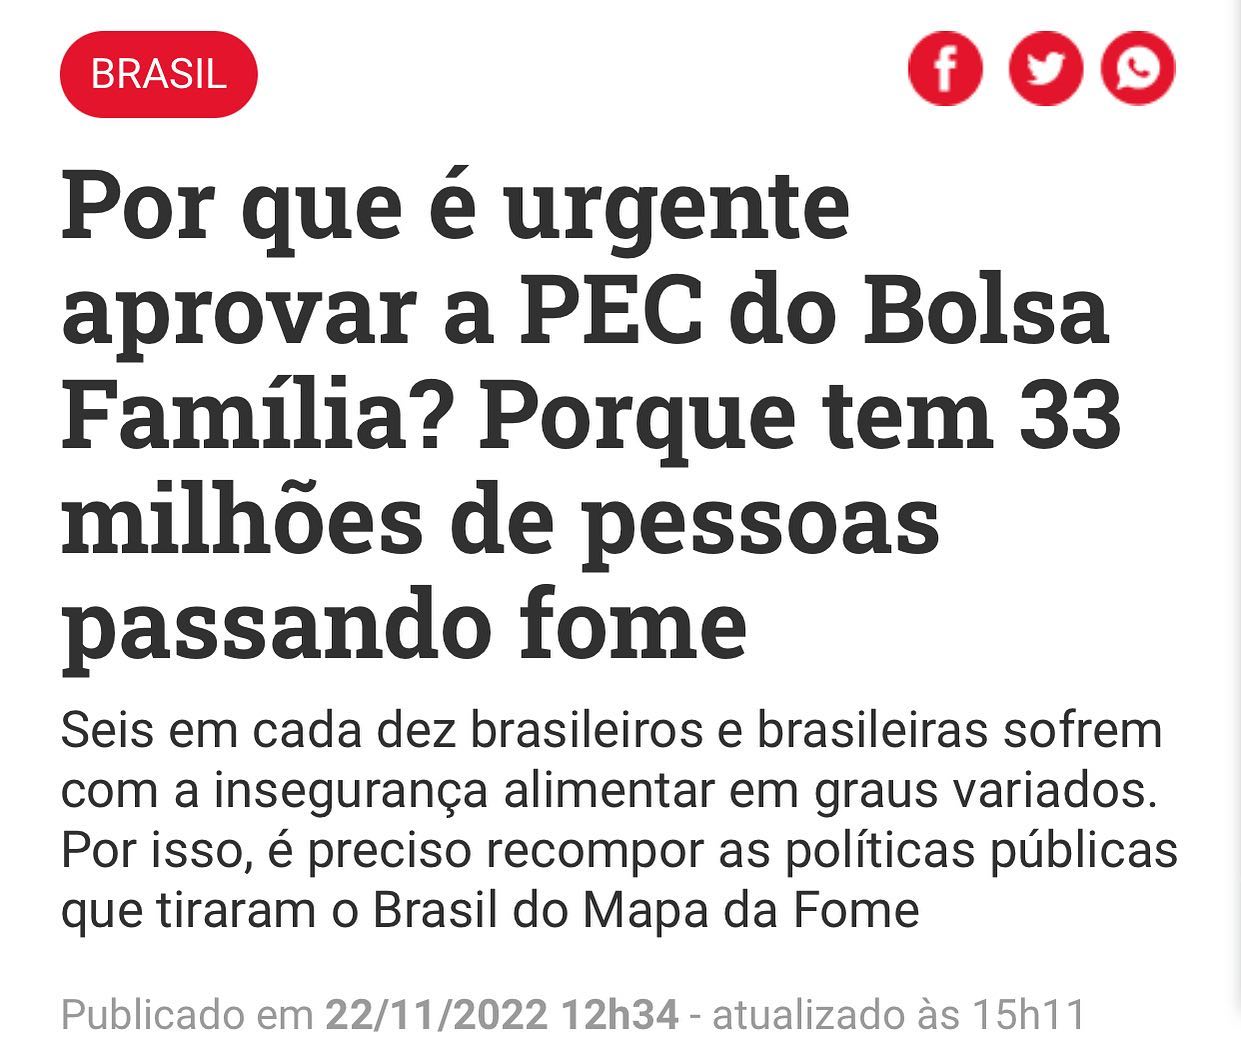 BRASIL
Por que é urgente
aprovar a PEC do Bolsa
Família? Porque tem 33
milhões de pessoas
passando fome
Seis em cada dez brasileiros e brasileiras sofrem
com a insegurança alimentar em graus variados.
Por isso, é preciso recompor as políticas públicas
que tiraram o Brasil do Mapa da Fome
Publicado em 22/11/2022 12h34 - atualizado às 15h11